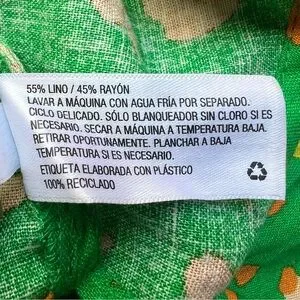 55% LINO / 45% RAYÓN
LAVAR A MÁQUINA CON AGUA FRÍA POR SEPARADO.
CICLO DELICADO. SÓLO BLANQUEADOR SIN CLORO SI ES
NECESARIO. SECAR A MÁQUINA A TEMPERATURA BAJA.
RETIRAR OPORTUNAMENTE. PLANCHAR A BAJA
TEMPERATURA SI ES NECESARIO.
ETIQUETA ELABORADA CON PLÁSTICO
100% RECICLADO